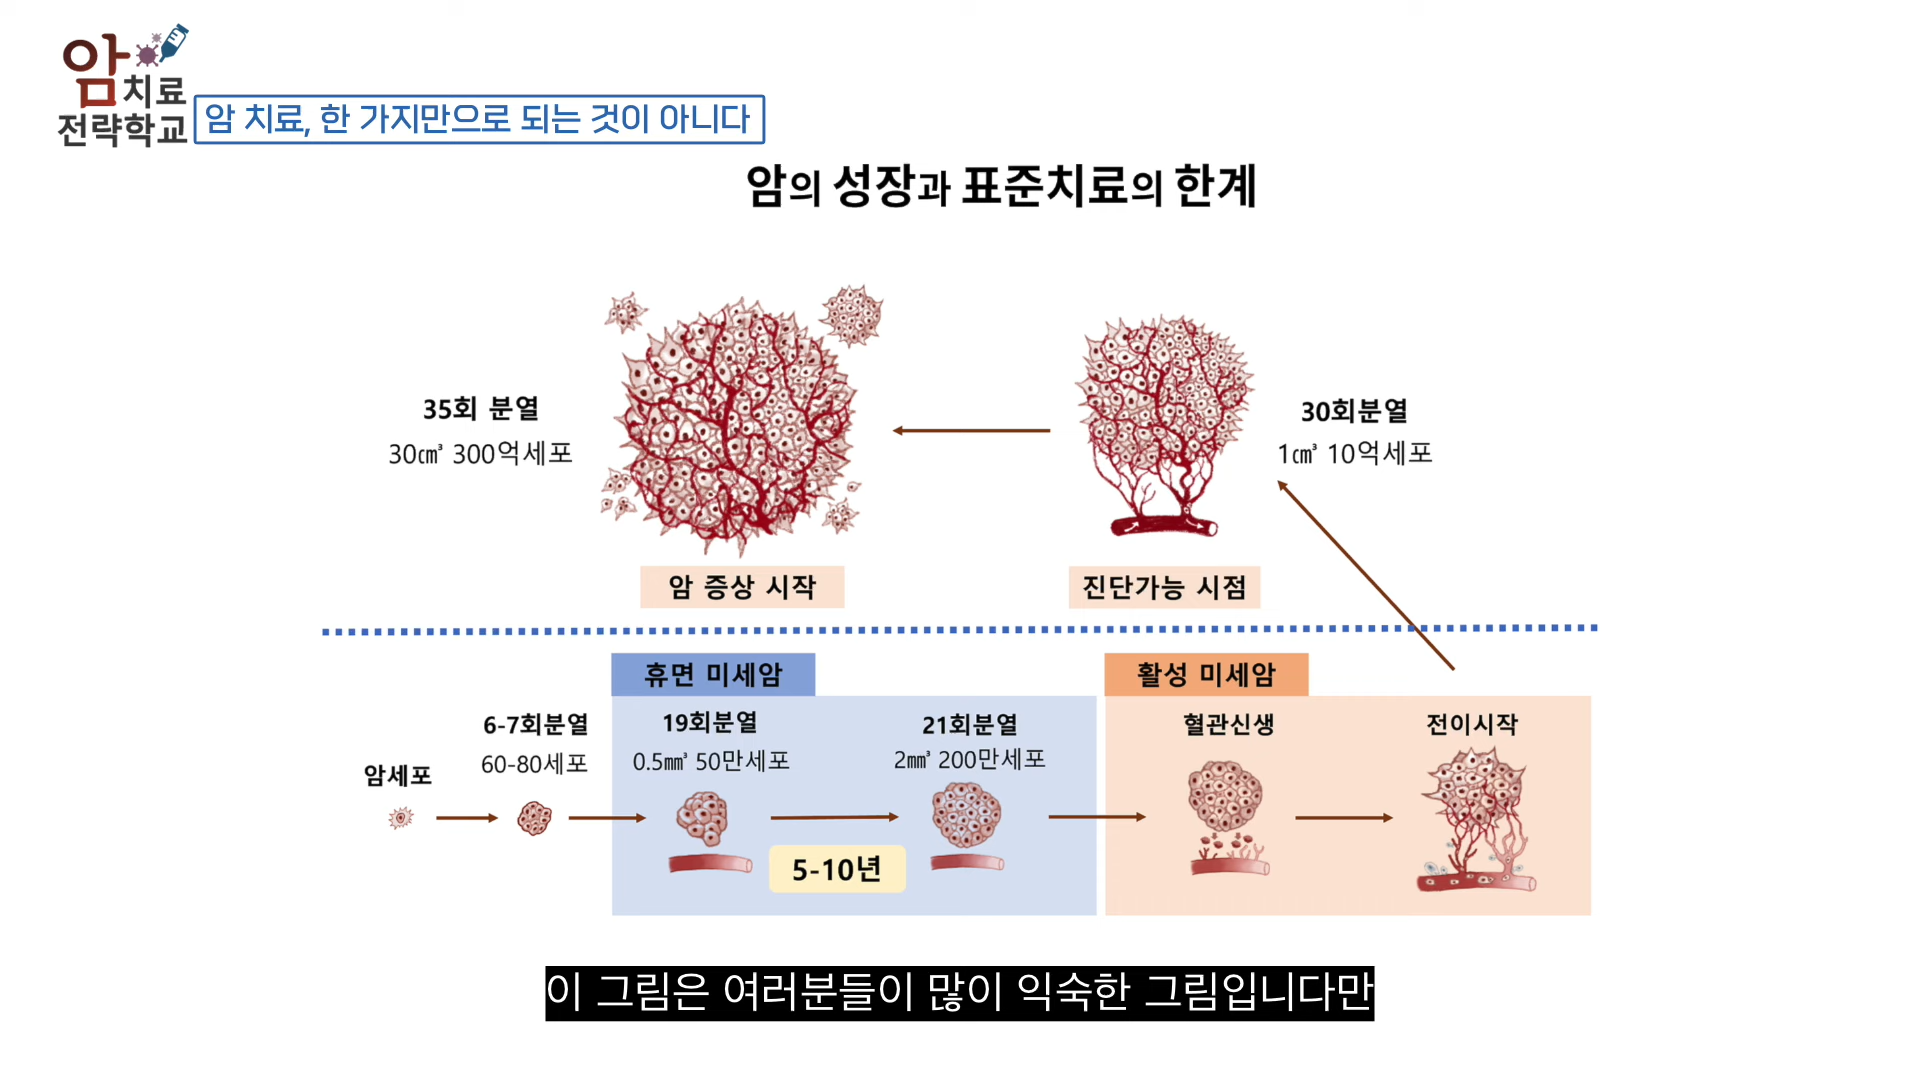 암치료
전략학교
암 치료, 한 가지만으로 되는 것이 아니다
암의 성장과 표준치료의 한계
35회 분열
30㎤ 300억세포
30회분열
1㎤ 10억세포
암 증상 시작
진단가능 시점
휴면 미세암
활성 미세암
암세포
6-7회분열
60-80세포
19회분열
0.5㎣ 50만세포
21회분열
2㎣ 200만세포
5-10년
혈관신생
전이시작
이 그림은 여러분들이 많이 익숙한 그림입니다만